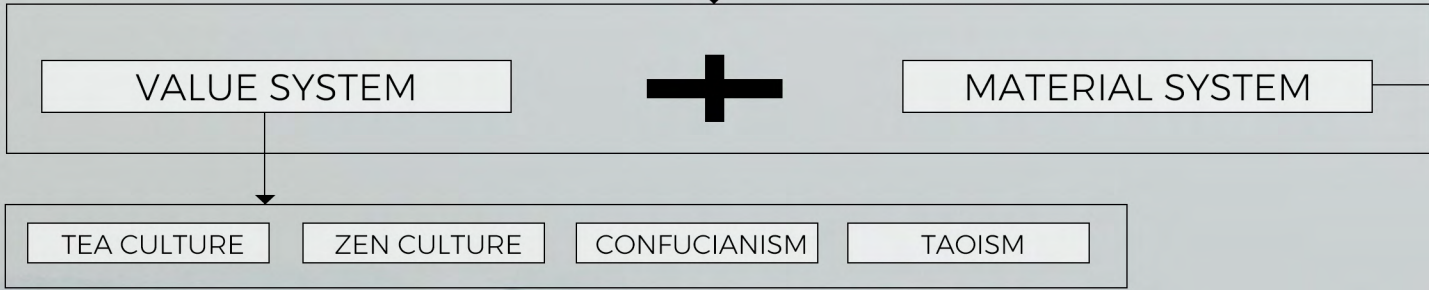 VALUE SYSTEM + MATERIAL SYSTEM
TEA CULTURE ZEN CULTURE CONFUCIANISM TAOISM